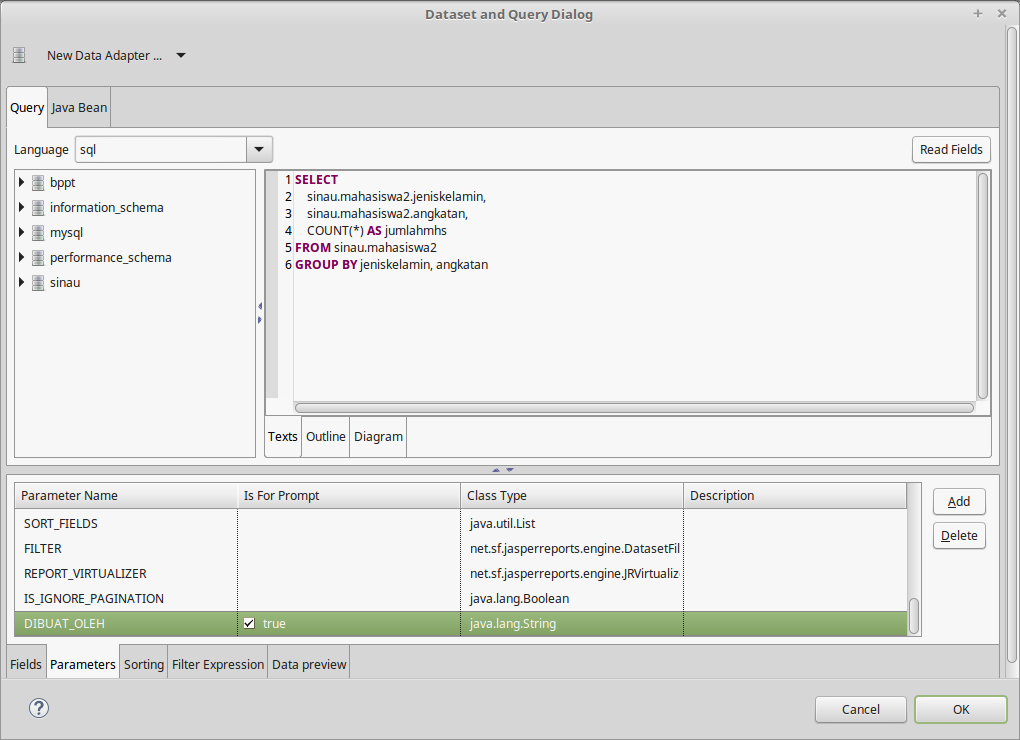 Dataset and Query Dialog
New Data Adapter ...
Query Java Bean
Language sql Read Fields
bppt
information_schema
mysql
performance_schema
sinau
1 SELECT
2 sinau.mahasiswa2.jeniskelamin,
3 sinau.mahasiswa2.angkatan,
4 COUNT(*) AS jumlahmhs
5 FROM sinau.mahasiswa2
6 GROUP BY jeniskelamin, angkatan
Texts Outline Diagram
Parameter Name Is For Prompt Class Type Description
SORT_FIELDS java.util.List
FILTER net.sf.jasperreports.engine.DatasetFil
REPORT_VIRTUALIZER net.sf.jasperreports.engine.JRVirtualize
IS_IGNORE_PAGINATION java.lang.Boolean
DIBUAT_OLEH true java.lang.String
Add
Delete
Fields Parameters Sorting Filter Expression Data preview
? Cancel OK